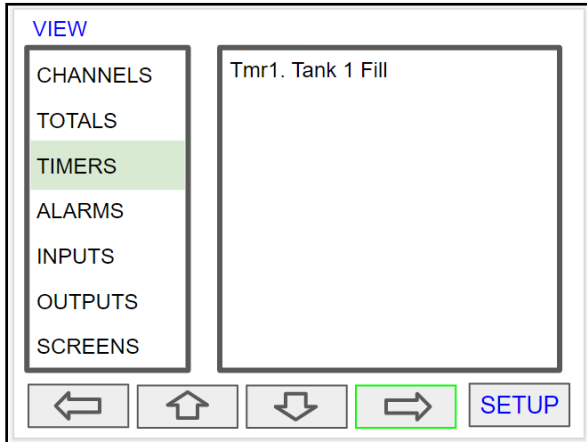 VIEW
CHANNELS
TOTALS
TIMERS
ALARMS
INPUTS
OUTPUTS
SCREENS
Tmr1. Tank 1 Fill
SETUP